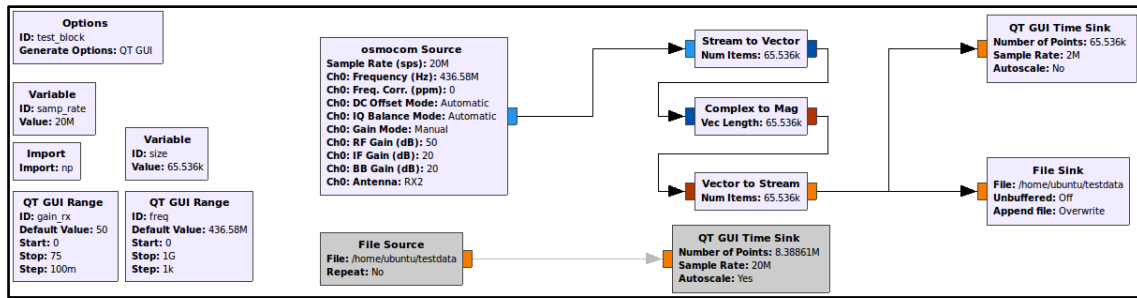 Options
ID: test_block
Generate Options: QT GUI
Variable
ID: samp_rate
Value: 20M
Variable
ID: size
Value: 65.536k
Import
Import: np
QT GUI Range
ID: gain_rx
Default Value: 50
Start: 0
Stop: 75
Step: 100m
QT GUI Range
ID: freq
Default Value: 436.58M
Start: 0
Stop: 1G
Step: 1k
osmocom Source
Sample Rate (sps): 20M
Ch0: Frequency (Hz): 436.58M
Ch0: Freq. Corr. (ppm): 0
Ch0: DC Offset Mode: Automatic
Ch0: IQ Balance Mode: Automatic
Ch0: Gain Mode: Manual
Ch0: RF Gain (dB): 50
Ch0: IF Gain (dB): 20
Ch0: BB Gain (dB): 20
Ch0: Antenna: RX2
File Source
File: /home/ubuntu/testdata
Repeat: No
Stream to Vector
Num Items: 65.536k
Complex to Mag
Vec Length: 65.536k
Vector to Stream
Num Items: 65.536k
QT GUI Time Sink
Number of Points: 8.38861M
Sample Rate: 20M
Autoscale: Yes
QT GUI Time Sink
Number of Points: 65.536k
Sample Rate: 2M
Autoscale: No
File Sink
File: /home/ubuntu/testdata
Unbuffered: Off
Append file: Overwrite